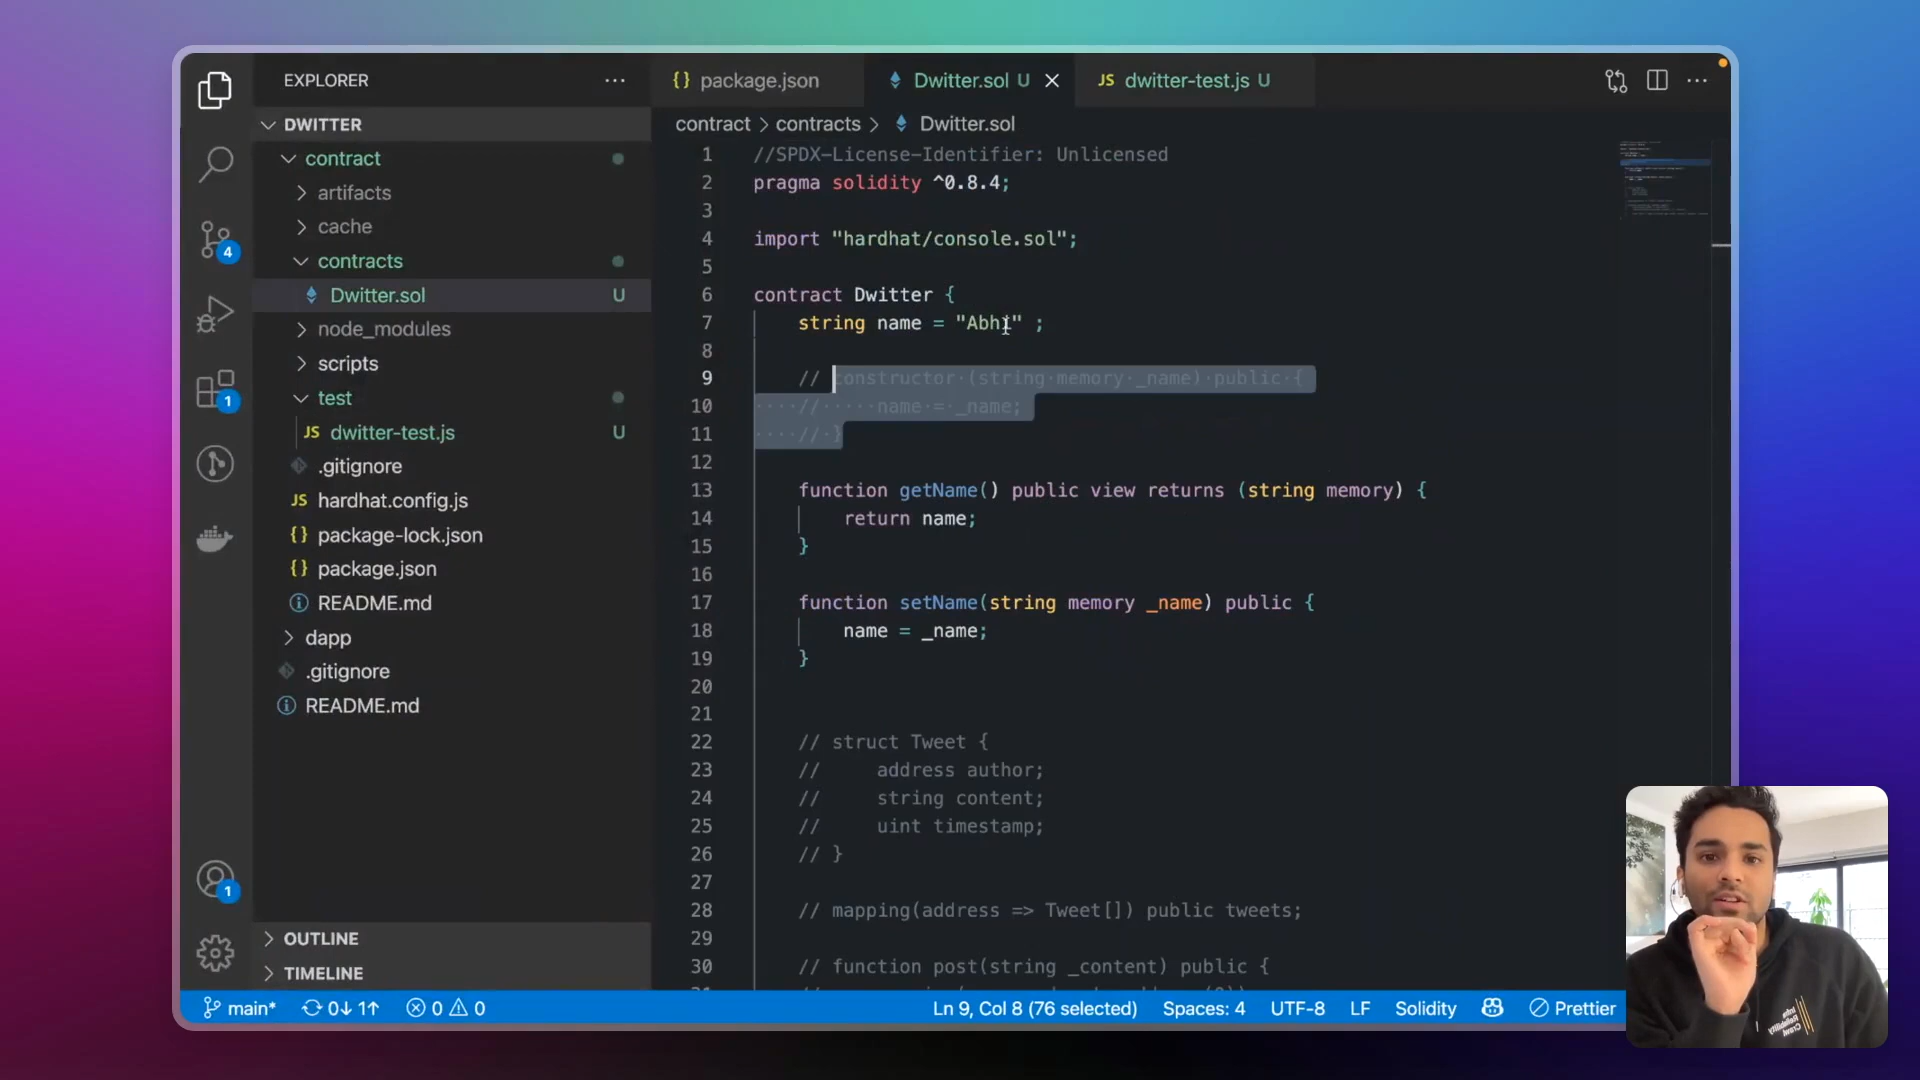 EXPLORER
DWITTER
contract
artifacts
cache
contracts
Dwitter.sol U
node_modules
scripts
test
JS dwitter-test.js U
.gitignore
JS hardhat.config.js
{} package-lock.json
{} package.json
README.md
dapp
.gitignore
README.md
OUTLINE
TIMELINE
4
1
1
{} package.json
Dwitter.sol U
JS dwitter-test.js U
contract > contracts > Dwitter.sol
1 //SPDX-License-Identifier: Unlicensed
2 pragma solidity ^0.8.4;
3
4 import "hardhat/console.sol";
5
6 contract Dwitter {
7 string name = "Abhi" ;
8
9 // constructor (string memory _name) public {
10 // name = _name;
11 // }
12
13 function getName() public view returns (string memory) {
14 return name;
15 }
16
17 function setName(string memory _name) public {
18 name = _name;
19 }
20
21
22 // struct Tweet {
23 // address author;
24 // string content;
25 // uint timestamp;
26 // }
27
28 // mapping(address => Tweet[]) public tweets;
29
30 // function post(string _content) public {
main* 0↓ 1↑ 0 0
Ln 9, Col 8 (76 selected) Spaces: 4 UTF-8 LF Solidity Prettier